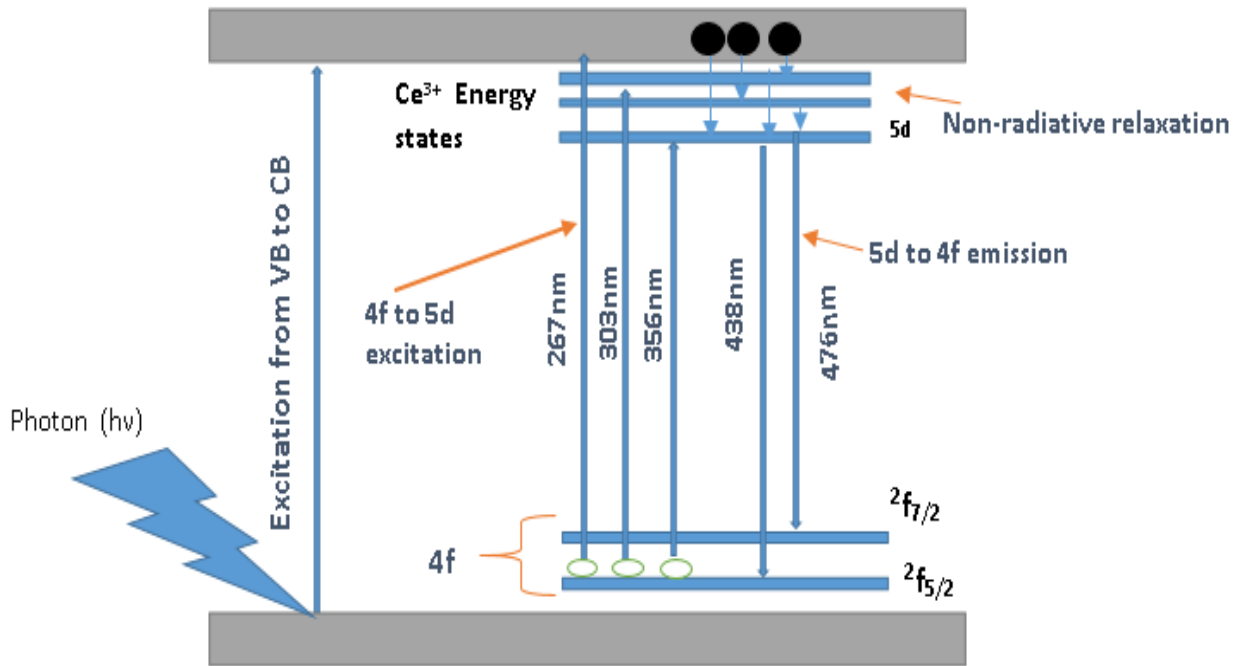 Ce³⁺ Energy
states
5d
Non-radiative relaxation
Excitation from VB to CB
4f to 5d
excitation
267nm
303nm
356nm
438nm
476nm
5d to 4f emission
Photon (hν)
4f
²f₇/₂
²f₅/₂